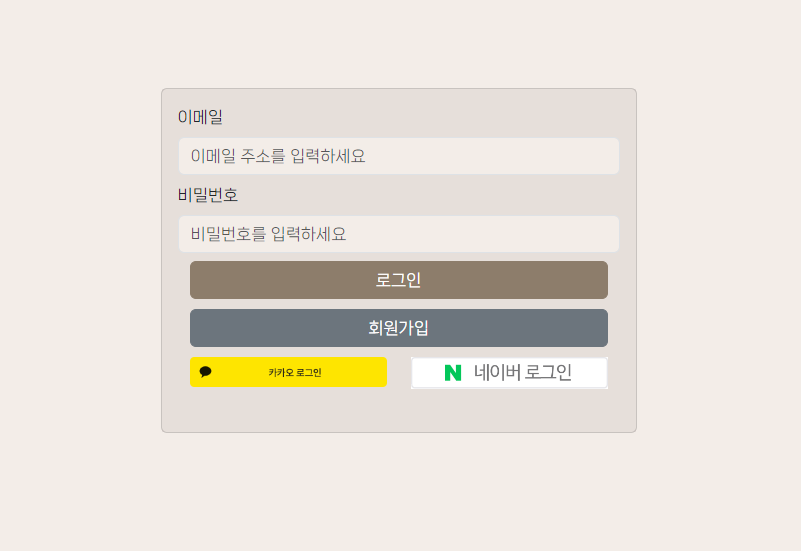 이메일
이메일 주소를 입력하세요
비밀번호
비밀번호를 입력하세요
로그인
회원가입
카카오 로그인
N 네이버 로그인